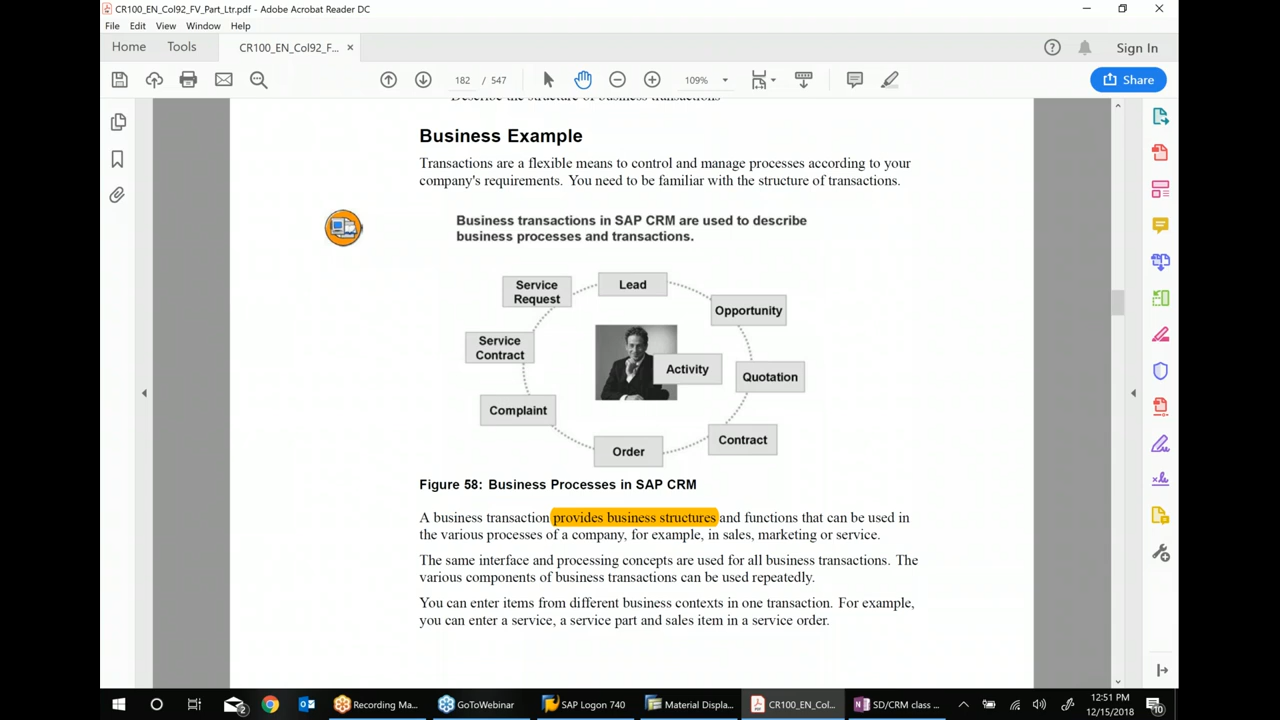 CR100_EN_Col92_FV_Part_Ltr.pdf - Adobe Acrobat Reader DC
File Edit View Window Help
Home Tools CR100_EN_Col92_F... × Sign In
182 / 547 109% Share
Describe the structure of business transactions
Business Example
Transactions are a flexible means to control and manage processes according to your
company's requirements. You need to be familiar with the structure of transactions.
Business transactions in SAP CRM are used to describe
business processes and transactions.
Service
Request
Lead
Opportunity
Service
Contract
Activity
Quotation
Complaint
Contract
Order
Figure 58: Business Processes in SAP CRM
A business transaction provides business structures and functions that can be used in
the various processes of a company, for example, in sales, marketing or service.
The same interface and processing concepts are used for all business transactions. The
various components of business transactions can be used repeatedly.
You can enter items from different business contexts in one transaction. For example,
you can enter a service, a service part and sales item in a service order.
Recording Ma... GoToWebinar SAP Logon 740 Material Displa... CR100_EN_Col... SD/CRM class ... 12:51 PM
12/15/2018